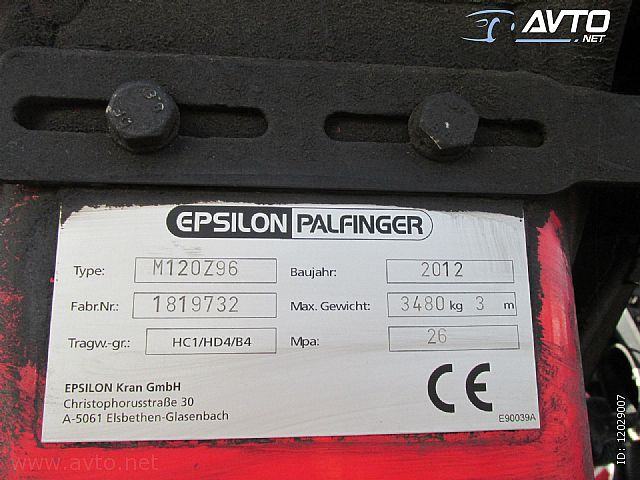 AVTO
.NET
EPSILON PALFINGER
Type: M120Z96 Baujahr: 2012
Fabr.Nr.: 1819732 Max. Gewicht: 3480 kg 3 m
Tragw.-gr.: HC1/HD4/B4 Mpa: 26
EPSILON Kran GmbH
Christophorusstraße 30
A-5061 Elsbethen-Glasenbach
CE
E90039A
www.avto.net
ID: 12029007